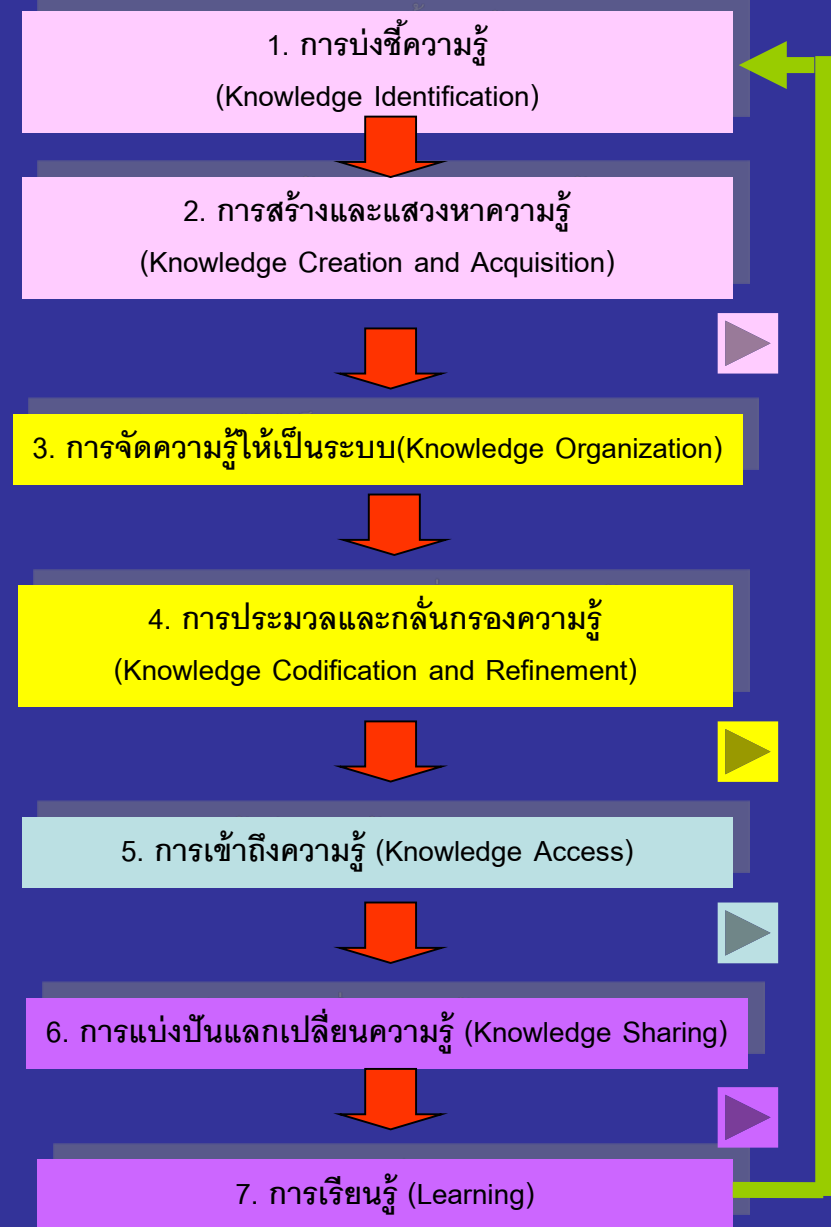 1. การบ่งชี้ความรู้
(Knowledge Identification)
2. การสร้างและแสวงหาความรู้
(Knowledge Creation and Acquisition)
3. การจัดความรู้ให้เป็นระบบ(Knowledge Organization)
4. การประมวลและกลั่นกรองความรู้
(Knowledge Codification and Refinement)
5. การเข้าถึงความรู้ (Knowledge Access)
6. การแบ่งปันแลกเปลี่ยนความรู้ (Knowledge Sharing)
7. การเรียนรู้ (Learning)